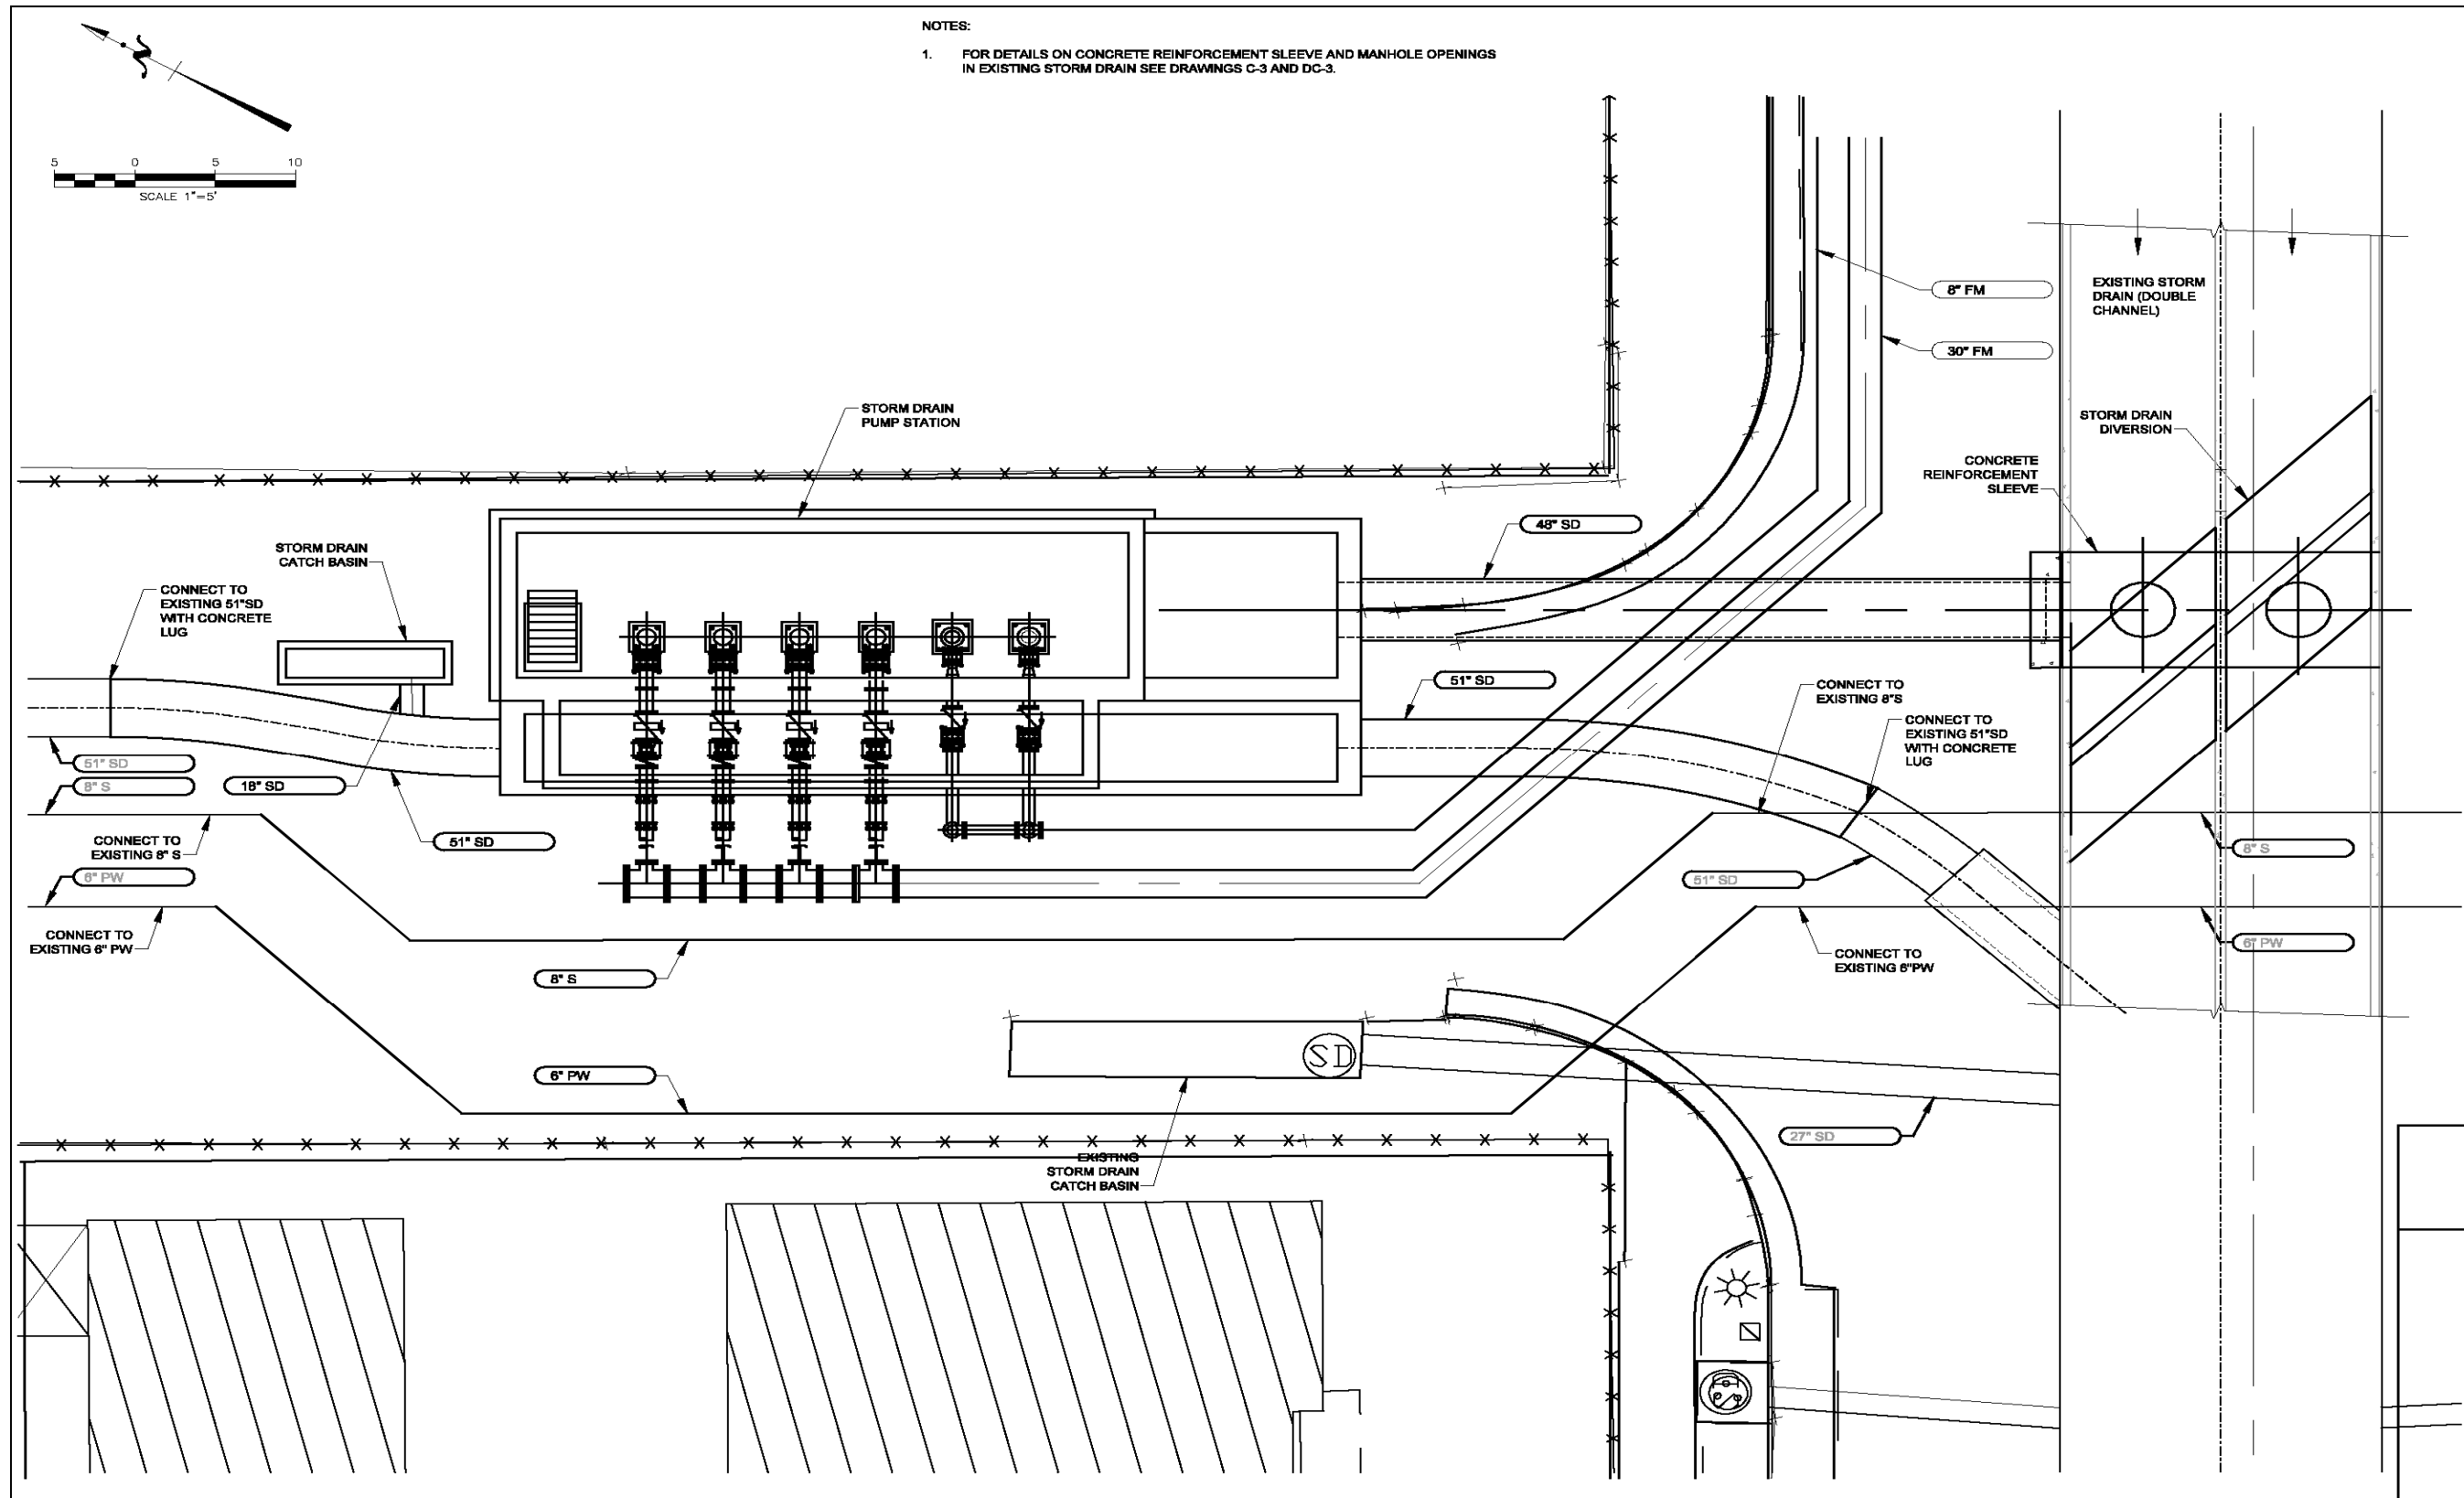 NOTES:
1. FOR DETAILS ON CONCRETE REINFORCEMENT SLEEVE AND MANHOLE OPENINGS
IN EXISTING STORM DRAIN SEE DRAWINGS C-3 AND DC-3.
N
5 0 5 10
SCALE 1"=5'
8" FM
EXISTING STORM
DRAIN (DOUBLE
CHANNEL)
30" FM
STORM DRAIN
PUMP STATION
STORM DRAIN
DIVERSION
CONCRETE
REINFORCEMENT
SLEEVE
48" SD
STORM DRAIN
CATCH BASIN
CONNECT TO
EXISTING 51"SD
WITH CONCRETE
LUG
51" SD
CONNECT TO
EXISTING 8"S
CONNECT TO
EXISTING 51"SD
WITH CONCRETE
LUG
51" SD
8" S
18" SD
CONNECT TO
EXISTING 8" S
51" SD
8" S
6" PW
51" SD
CONNECT TO
EXISTING 6" PW
6" PW
CONNECT TO
EXISTING 6"PW
8" S
SD
6" PW
27" SD
EXISTING
STORM DRAIN
CATCH BASIN